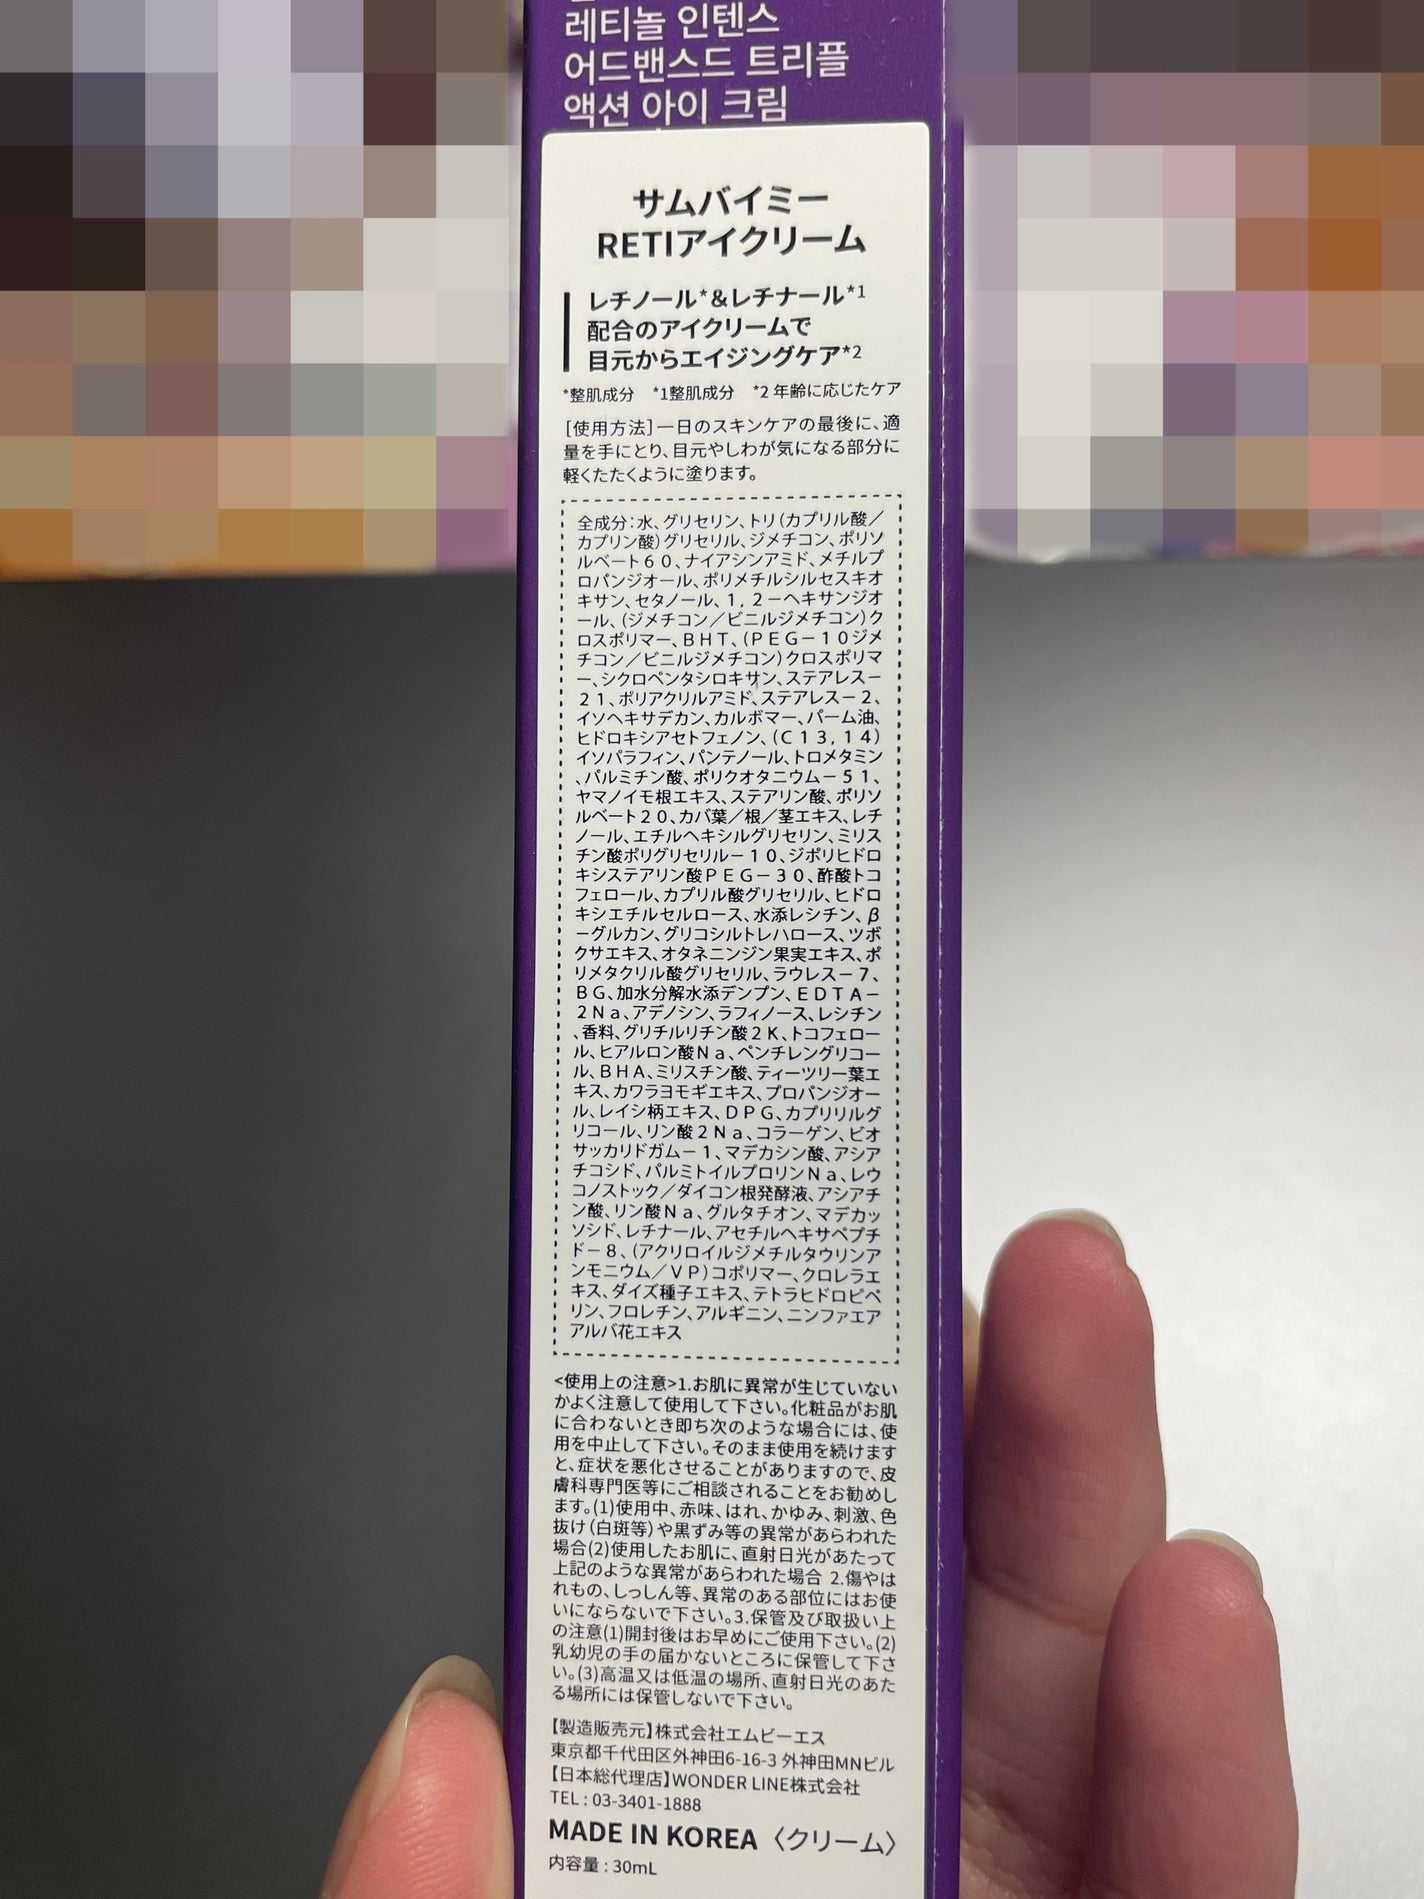 레티놀 인텐스
어드밴스드 트리플
액션 아이 크림
サムバイミー
RETIアイクリーム
レチノール*&レチナール*1
配合のアイクリームで
目元からエイジングケア*2
*整肌成分 *1整肌成分 *2 年齢に応じたケア
[使用方法]一日のスキンケアの最後に、適
量を手にとり、目元やしわが気になる部分に
軽くたたくように塗ります。
全成分:水、グリセリン、トリ(カプリル酸/
カプリン酸)グリセリル、ジメチコン、ポリソ
ルベート60、ナイアシンアミド、メチルプ
ロパンジオール、ポリメチルシルセスキオ
キサン、セタノール、1,2-ヘキサンジオ
ール、(ジメチコン/ビニルジメチコン)ク
ロスポリマー、BHT、(PEG-10ジメ
チコン/ビニルジメチコン)クロスポリマ
ー、シクロペンタシロキサン、ステアレス-
21、ポリアクリルアミド、ステアレス-2、
イソヘキサデカン、カルボマー、パーム油、
ヒドロキシアセトフェノン、(C13,14)
イソパラフィン、パンテノール、トロメタミン
、パルミチン酸、ポリクオタニウム-51、
ヤマノイモ根エキス、ステアリン酸、ポリソ
ルベート20、カバ葉/根/茎エキス、レチ
ノール、エチルヘキシルグリセリン、ミリス
チン酸ポリグリセリル-10、ジポリヒドロ
キシステアリン酸PEG-30、酢酸トコ
フェロール、カプリル酸グリセリル、ヒドロ
キシエチルセルロース、水添レシチン、β
-グルカン、グリコシルトレハロース、ツボ
クサエキス、オタネニンジン果実エキス、ポ
リメタクリル酸グリセリル、ラウレス-7、
BG、加水分解水添デンプン、EDTA-
2Na、アデノシン、ラフィノース、レシチン
、香料、グリチルリチン酸2K、トコフェロー
ル、ヒアルロン酸Na、ペンチレングリコー
ル、BHA、ミリスチン酸、ティーツリー葉エ
キス、カワラヨモギエキス、プロパンジオー
ル、レイシ柄エキス、DPG、カプリリルグ
リコール、リン酸2Na、コラーゲン、ビオ
サッカリドガム-1、マデカシン酸、アシア
チコシド、パルミトイルプロリンNa、レウ
コノストック/ダイコン根発酵液、アシアチ
ン酸、リン酸Na、グルタチオン、マデカッ
ソシド、レチナール、アセチルヘキサペプチ
ド-8、(アクリロイルジメチルタウリンア
ンモニウム/VP)コポリマー、クロレラエ
キス、ダイズ種子エキス、テトラヒドロピペ
リン、フロレチン、アルギニン、ニンファエア
アルバ花エキス
<使用上の注意>1.お肌に異常が生じていない
かよく注意して使用して下さい。化粧品がお肌
に合わないとき即ち次のような場合には、使
用を中止して下さい。そのまま使用を続けます
と、症状を悪化させることがありますので、皮
膚科専門医等にご相談されることをお勧めし
ます。(1)使用中、赤味、はれ、かゆみ、刺激、色
抜け(白斑等)や黒ずみ等の異常があらわれた
場合(2)使用したお肌に、直射日光があたって
上記のような異常があらわれた場合 2.傷やは
れもの、しっしん等、異常のある部位にはお使
いにならないで下さい。3.保管及び取扱い上
の注意(1)開封後はお早めにご使用下さい。(2)
乳幼児の手の届かないところに保管して下さ
い。(3)高温又は低温の場所、直射日光のあた
る場所には保管しないで下さい。
【製造販売元】株式会社エムビーエス
東京都千代田区外神田6-16-3 外神田MNビル
【日本総代理店】WONDER LINE株式会社
TEL : 03-3401-1888
MADE IN KOREA 〈クリーム〉
内容量 : 30mL